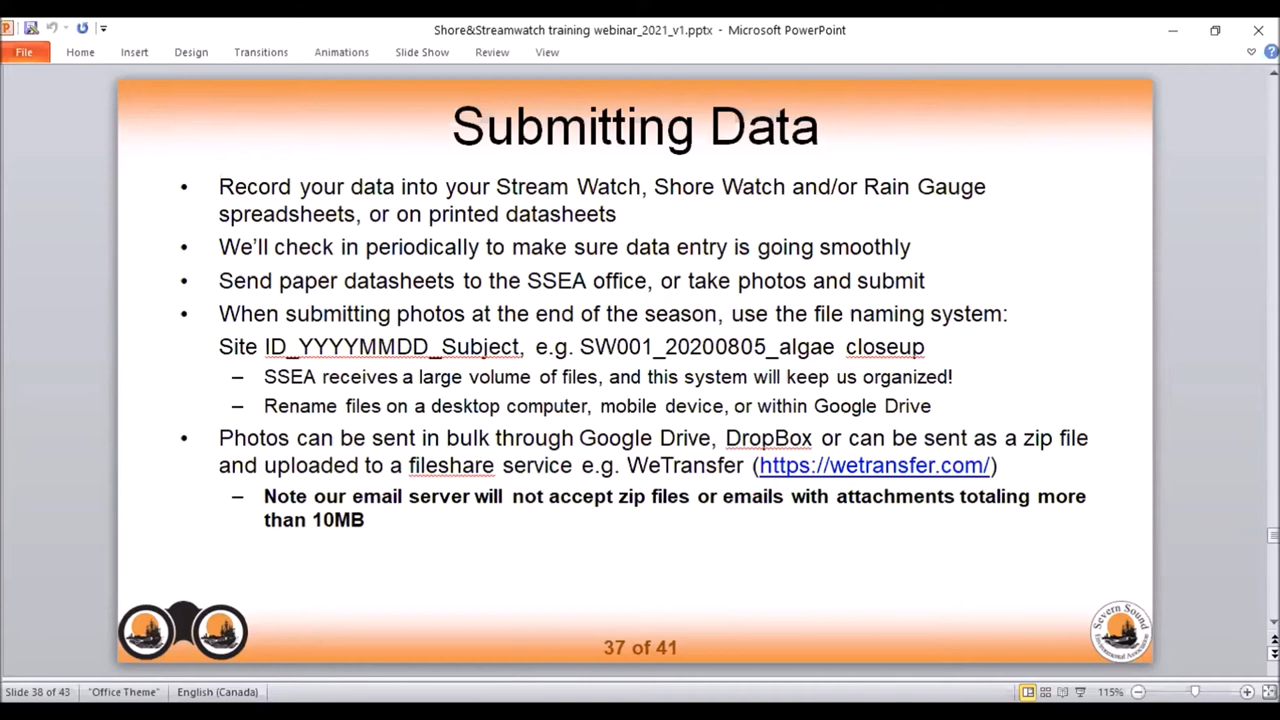 Shore&Streamwatch training webinar_2021_v1.pptx - Microsoft PowerPoint
File Home Insert Design Transitions Animations Slide Show Review View
Submitting Data
• Record your data into your Stream Watch, Shore Watch and/or Rain Gauge
spreadsheets, or on printed datasheets
• We'll check in periodically to make sure data entry is going smoothly
• Send paper datasheets to the SSEA office, or take photos and submit
• When submitting photos at the end of the season, use the file naming system:
Site ID_YYYYMMDD_Subject, e.g. SW001_20200805_algae closeup
– SSEA receives a large volume of files, and this system will keep us organized!
– Rename files on a desktop computer, mobile device, or within Google Drive
• Photos can be sent in bulk through Google Drive, DropBox or can be sent as a zip file
and uploaded to a fileshare service e.g. WeTransfer (https://wetransfer.com/)
– Note our email server will not accept zip files or emails with attachments totaling more
than 10MB
37 of 41
Severn Sound
Environmental Association
Slide 38 of 43 "Office Theme" English (Canada) 115%